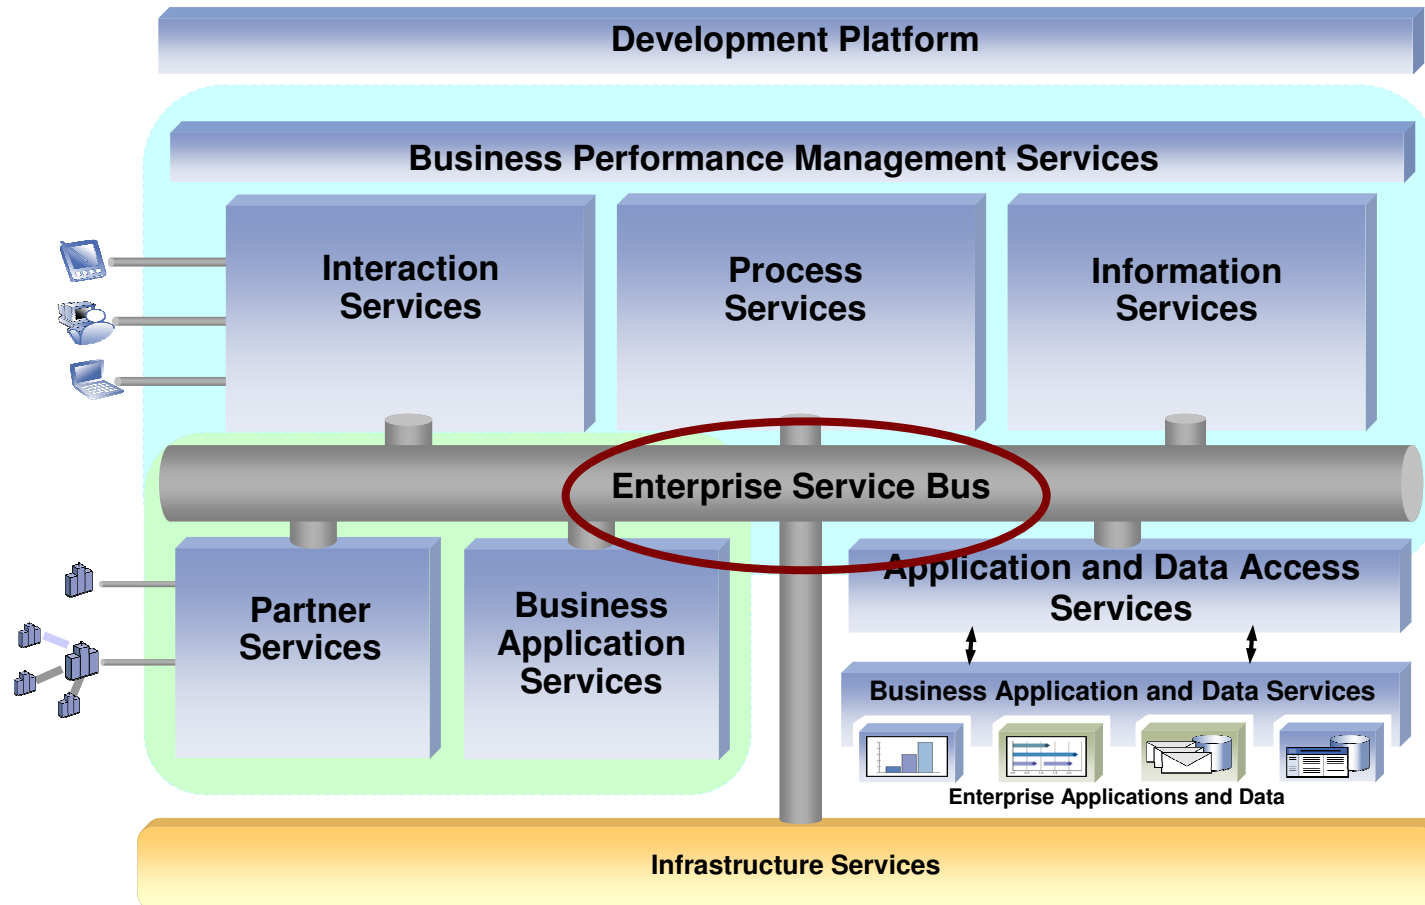 Development Platform
Business Performance Management Services
Interaction
Services
Process
Services
Information
Services
Enterprise Service Bus
Partner
Services
Business
Application
Services
Application and Data Access
Services
Business Application and Data Services
Enterprise Applications and Data
Infrastructure Services